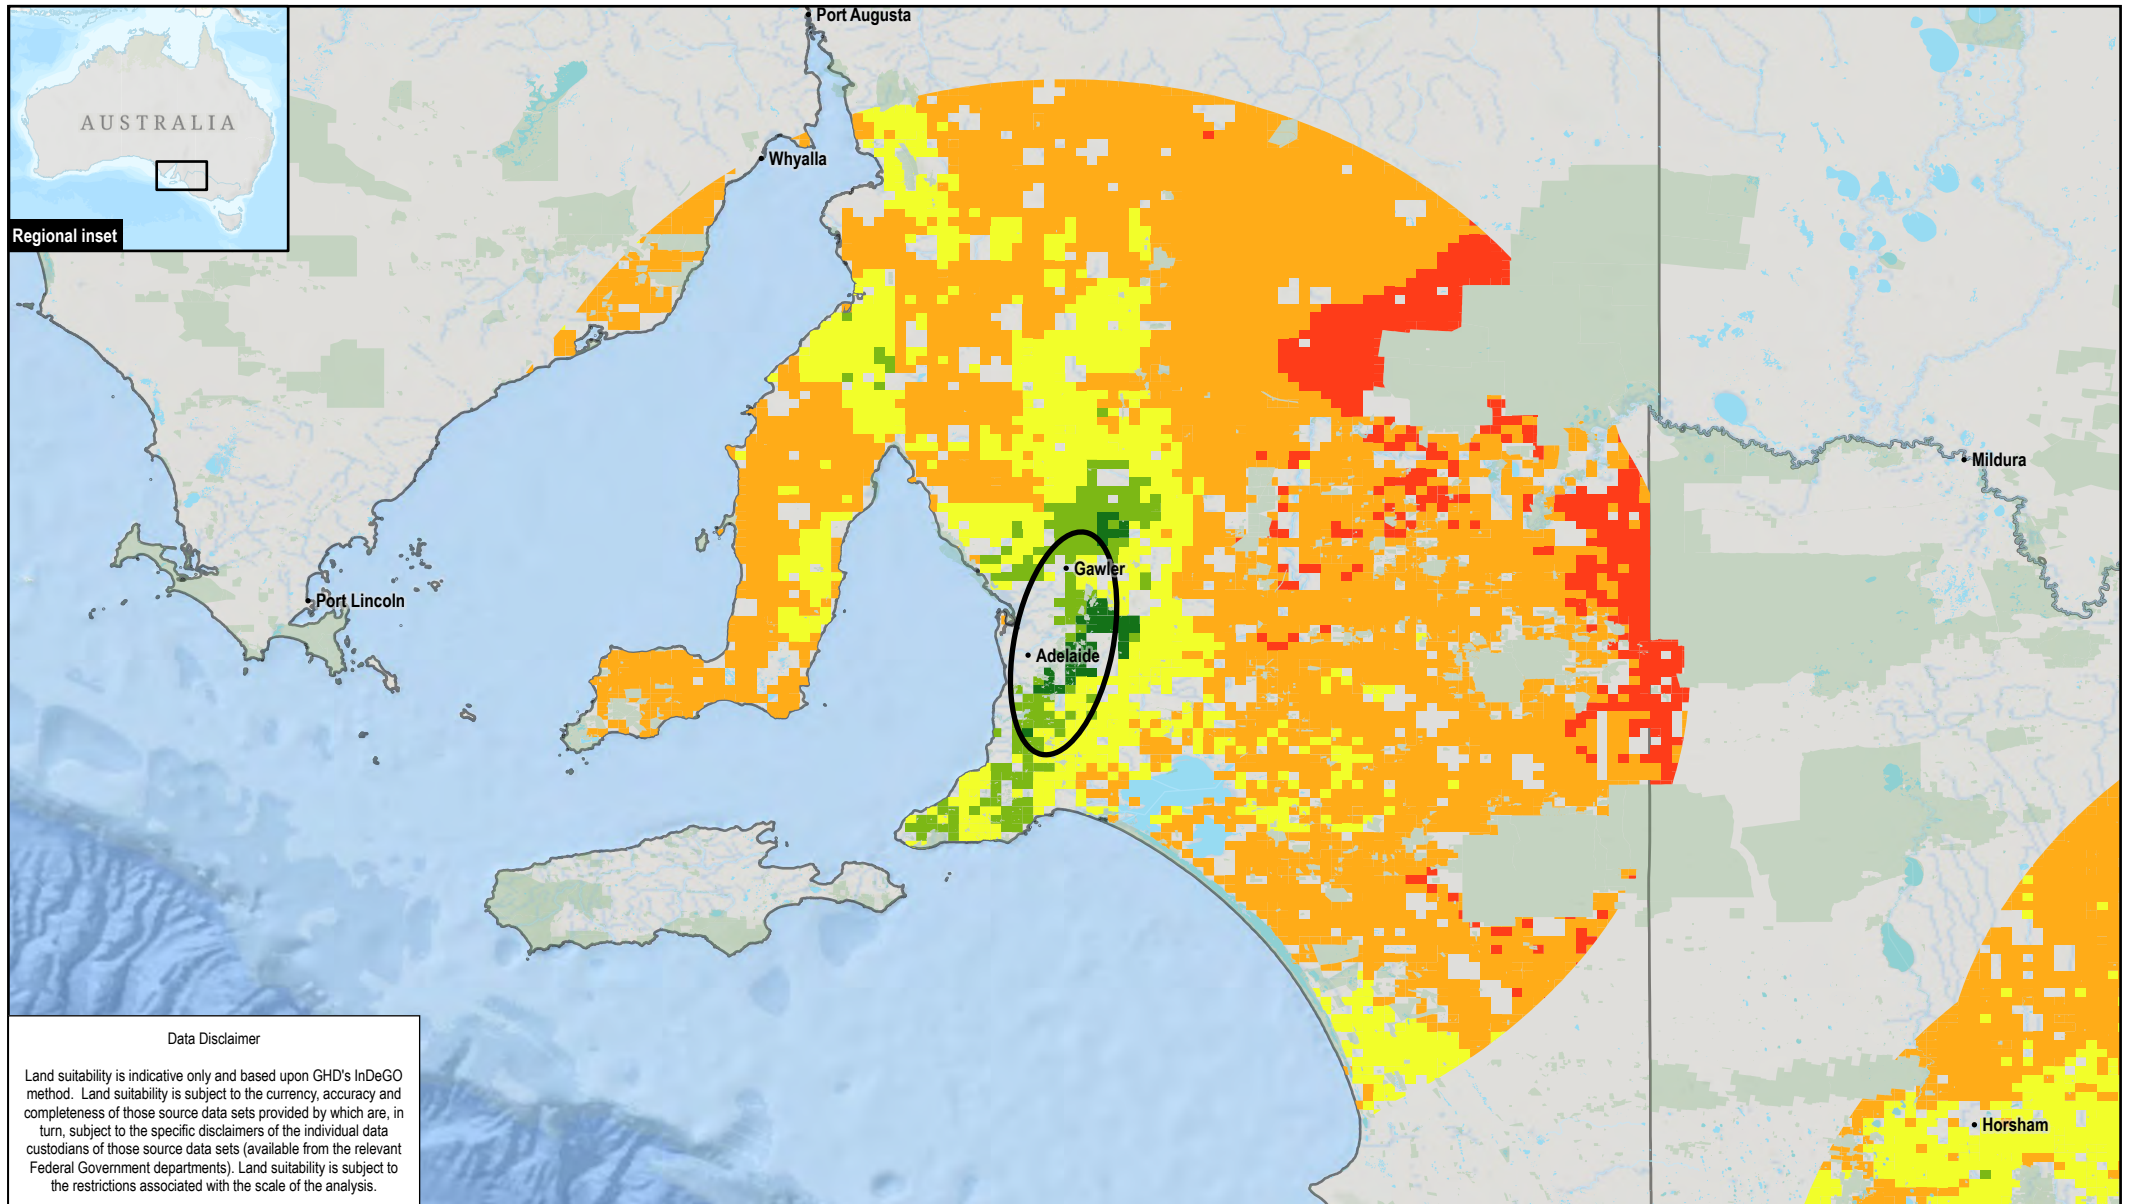 Port Augusta
AUSTRALIA
Whyalla
Regional inset
Mildura
Gawler
Port Lincoln
Adelaide
Data Disclaimer
Land suitability is indicative only and based upon GHD's InDeGO
method. Land suitability is subject to the currency, accuracy and
completeness of those source data sets provided by which are, in
turn, subject to the specific disclaimers of the individual data
custodians of those source data sets (available from the relevant
Federal Government departments). Land suitability is subject to
the restrictions associated with the scale of the analysis.
Horsham